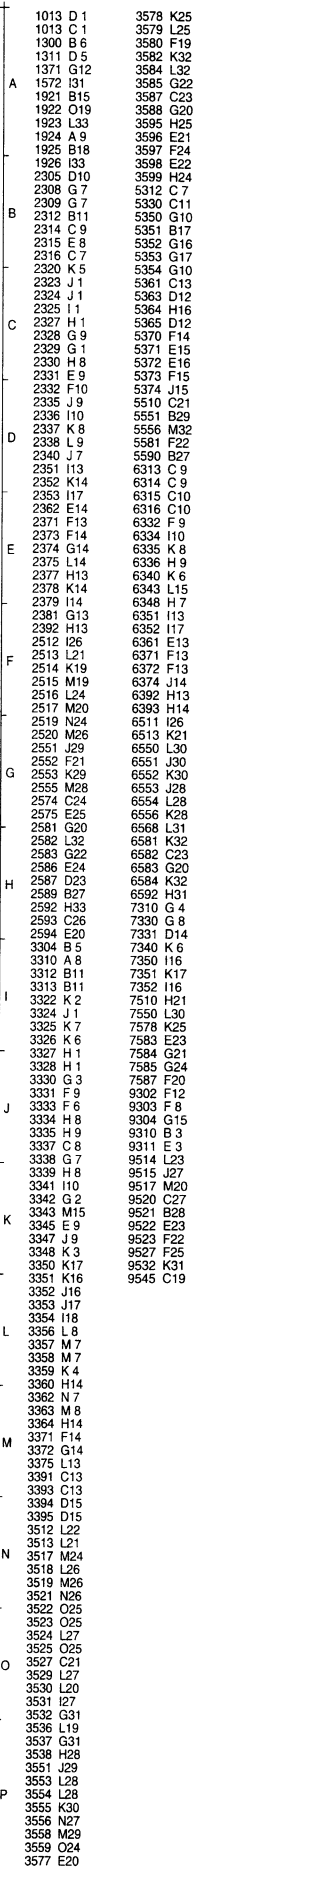 A
B
C
D
E
F
G
H
I
J
K
L
M
N
O
P
1013 D 1
1013 C 1
1300 B 6
1311 D 5
1371 G12
1572 I31
1921 B15
1922 O19
1923 L33
1924 A 9
1925 B18
1926 I33
2305 D10
2308 G 7
2309 G 7
2312 B11
2314 C 9
2315 E 8
2316 C 7
2320 K 5
2323 J 1
2324 J 1
2325 I 1
2327 H 1
2328 G 9
2329 G 1
2330 H 8
2331 E 9
2332 F10
2335 J 9
2336 I10
2337 K 8
2338 L 9
2340 J 7
2351 I13
2352 K14
2353 I17
2362 E14
2371 F13
2373 F14
2374 G14
2375 L14
2377 H13
2378 K14
2379 I14
2381 G13
2392 H13
2512 I26
2513 L21
2514 K19
2515 M19
2516 L24
2517 M20
2519 N24
2520 M26
2551 J29
2552 F21
2553 K29
2555 M28
2574 C24
2575 E25
2581 G20
2582 L32
2583 G22
2586 E24
2587 D23
2589 B27
2592 H33
2593 C26
2594 E20
3304 B 5
3310 A 8
3312 B11
3313 B11
3322 K 2
3324 J 1
3325 K 7
3326 K 6
3327 H 1
3328 H 1
3330 G 3
3331 F 9
3333 F 6
3334 H 8
3335 H 9
3337 C 8
3338 G 7
3339 H 8
3341 I10
3342 G 2
3343 M15
3345 E 9
3347 J 9
3348 K 3
3350 K17
3351 K16
3352 J16
3353 J17
3354 I18
3356 L 8
3357 M 7
3358 M 7
3359 K 4
3360 H14
3362 N 7
3363 M 8
3364 H14
3371 F14
3372 G14
3375 L13
3391 C13
3393 C13
3394 D15
3395 D15
3512 L22
3513 L21
3517 M24
3518 L26
3519 M26
3521 N26
3522 O25
3523 O25
3524 L27
3525 O25
3527 C21
3529 L27
3530 L20
3531 I27
3532 G31
3536 L19
3537 G31
3538 H28
3551 J29
3553 L28
3554 L28
3555 K30
3556 N27
3558 M29
3559 O24
3577 E20
3578 K25
3579 L25
3580 F19
3582 K32
3584 L32
3585 G22
3587 C23
3588 G20
3595 H25
3596 E21
3597 F24
3598 E22
3599 H24
5312 C 7
5330 C11
5350 G10
5351 B17
5352 G16
5353 G17
5354 G10
5361 C13
5363 D12
5364 H16
5365 D12
5370 F14
5371 E15
5372 E16
5373 F15
5374 J15
5510 C21
5551 B29
5556 M32
5581 F22
5590 B27
6313 C 9
6314 C 9
6315 C10
6316 C10
6332 F 9
6334 I10
6335 K 8
6336 H 9
6340 K 6
6343 L15
6348 H 7
6351 I13
6352 I17
6361 E13
6371 F13
6372 F13
6374 J14
6392 H13
6393 H14
6511 I26
6513 K21
6550 L30
6551 J30
6552 K30
6553 J28
6554 L28
6556 K28
6568 L31
6581 K32
6582 C23
6583 G20
6584 K32
6592 H31
7310 G 4
7330 G 8
7331 D14
7340 K 6
7350 I16
7351 K17
7352 I16
7510 H21
7550 L30
7578 K25
7583 E23
7584 G21
7585 G24
7587 F20
9302 F12
9303 F 8
9304 G15
9310 B 3
9311 E 3
9514 L23
9515 J27
9517 M20
9520 C27
9521 B28
9522 E23
9523 F22
9527 F25
9532 K31
9545 C19